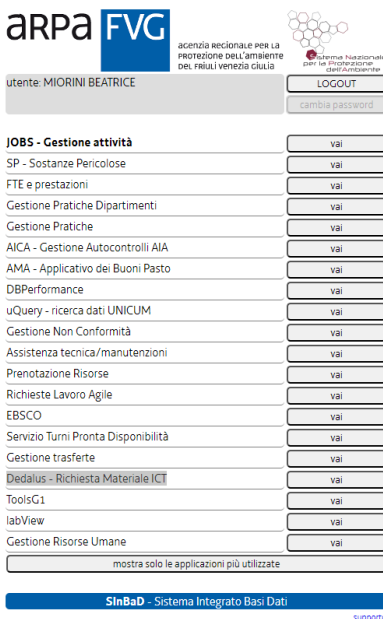 aRPa FVG
aGenzia ReGionale PeR la
PROTezione Dell'amBienTe
Del FRiuli venezia Giulia
Sistema Nazionale
per la Protezione
dell'Ambiente
utente: MIORINI BEATRICE LOGOUT
cambia password
JOBS - Gestione attività vai
SP - Sostanze Pericolose vai
FTE e prestazioni vai
Gestione Pratiche Dipartimenti vai
Gestione Pratiche vai
AICA - Gestione Autocontrolli AIA vai
AMA - Applicativo dei Buoni Pasto vai
DBPerformance vai
uQuery - ricerca dati UNICUM vai
Gestione Non Conformità vai
Assistenza tecnica/manutenzioni vai
Prenotazione Risorse vai
Richieste Lavoro Agile vai
EBSCO vai
Servizio Turni Pronta Disponibilità vai
Gestione trasferte vai
Dedalus - Richiesta Materiale ICT vai
ToolsG1 vai
labView vai
Gestione Risorse Umane vai
mostra solo le applicazioni più utilizzate
SInBaD - Sistema Integrato Basi Dati
supporto